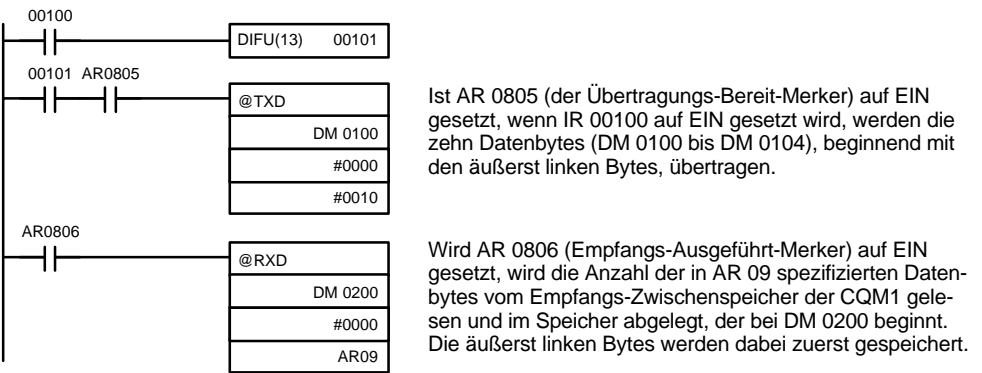 00100
DIFU(13) 00101
00101 AR0805
@TXD
DM 0100
#0000
#0010
Ist AR 0805 (der Übertragungs-Bereit-Merker) auf EIN
gesetzt, wenn IR 00100 auf EIN gesetzt wird, werden die
zehn Datenbytes (DM 0100 bis DM 0104), beginnend mit
den äußerst linken Bytes, übertragen.
AR0806
@RXD
DM 0200
#0000
AR09
Wird AR 0806 (Empfangs-Ausgeführt-Merker) auf EIN
gesetzt, wird die Anzahl der in AR 09 spezifizierten Daten-
bytes vom Empfangs-Zwischenspeicher der CQM1 gele-
sen und im Speicher abgelegt, der bei DM 0200 beginnt.
Die äußerst linken Bytes werden dabei zuerst gespeichert.